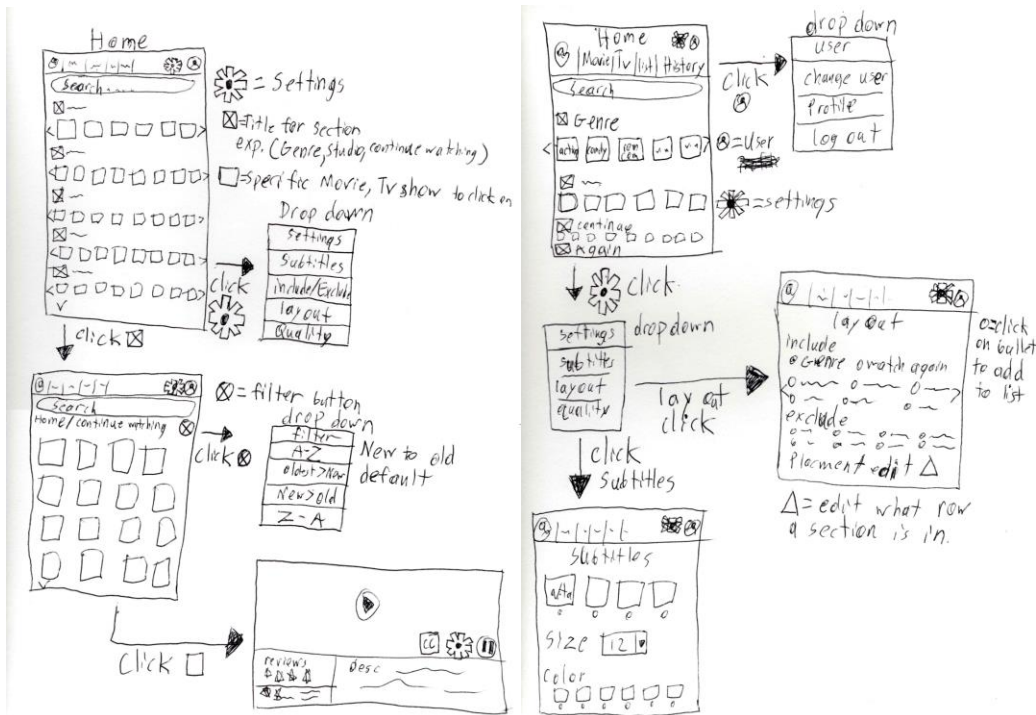 Home
Search....
= Settings
=Title for section
exp. (Genre, studio, continue watching)
=Specific Movie, Tv show to click on
Drop down
Settings
Subtitles
include/Exclude
layout
Quality
click
click
Search
Home/continue watching
= filter button
drop down
filter
A-Z
oldest>New
New>old
Z-A
New to old
default
click
click
CC
reviews
Desc
Home
|Movie|Tv|list|History
Search
Genre
action
comdy
rom
com
continue
Again
click
drop down
user
change user
Profile
log out
=User
=settings
click
dropdown
settings
subtitles
layout
quality
lay out
click
layout
include
Genre o watch again
exclude
Placment edit △
o=click
on bullet
to add
to list
△= edit what row
a section is in.
click
Subtitles
Subtitles
Size 12
Color